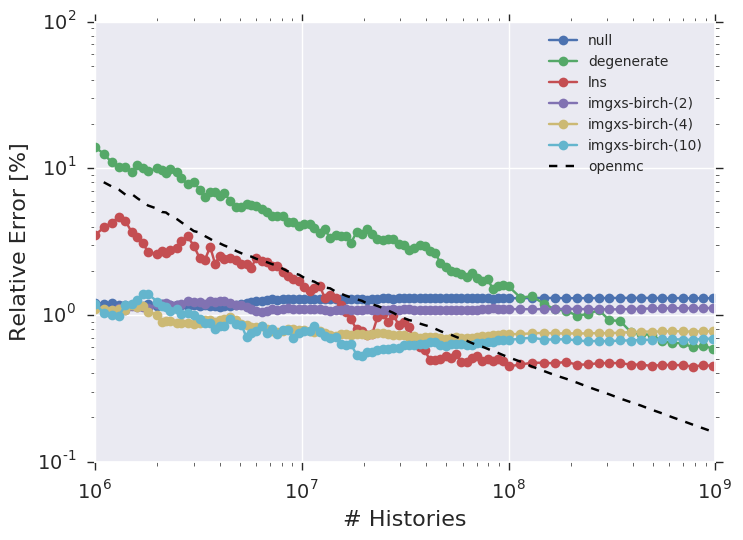 10²
10¹
10⁰
10⁻¹
Relative Error [%]
null
degenerate
lns
imgxs-birch-(2)
imgxs-birch-(4)
imgxs-birch-(10)
openmc
10⁶ 10⁷ 10⁸ 10⁹
# Histories